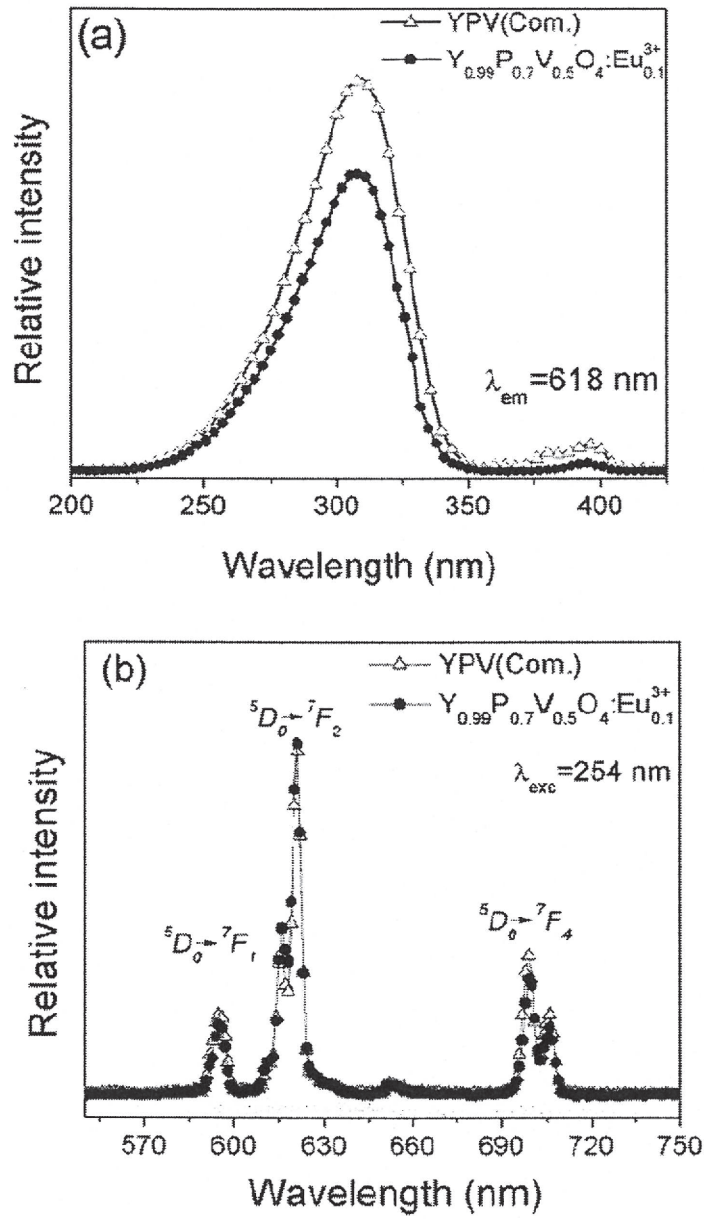 (a)
YPV(Com.)
Y0.99P0.7V0.5O4:Eu3+0.1
Relative intensity
λem=618 nm
200 250 300 350 400
Wavelength (nm)
(b)
YPV(Com.)
Y0.99P0.7V0.5O4:Eu3+0.1
5D0→7F2
λexc=254 nm
5D0→7F1
5D0→7F4
Relative intensity
570 600 630 660 690 720 750
Wavelength (nm)